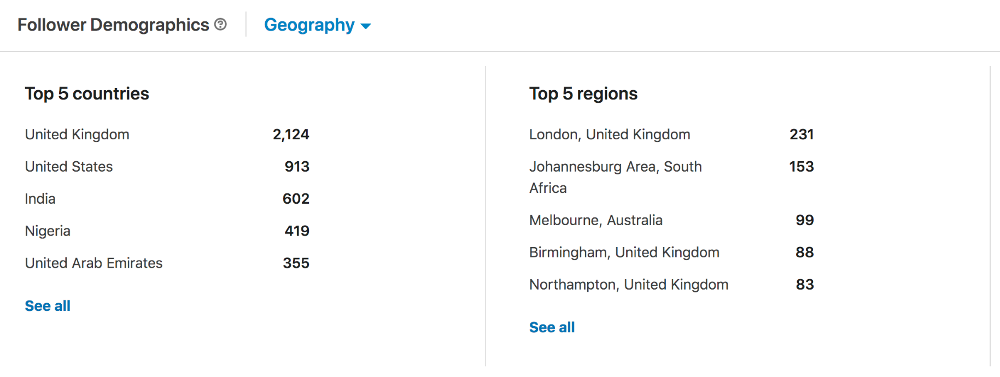 Follower Demographics ? Geography
Top 5 countries
United Kingdom 2,124
United States 913
India 602
Nigeria 419
United Arab Emirates 355
See all
Top 5 regions
London, United Kingdom 231
Johannesburg Area, South 153
Africa
Melbourne, Australia 99
Birmingham, United Kingdom 88
Northampton, United Kingdom 83
See all